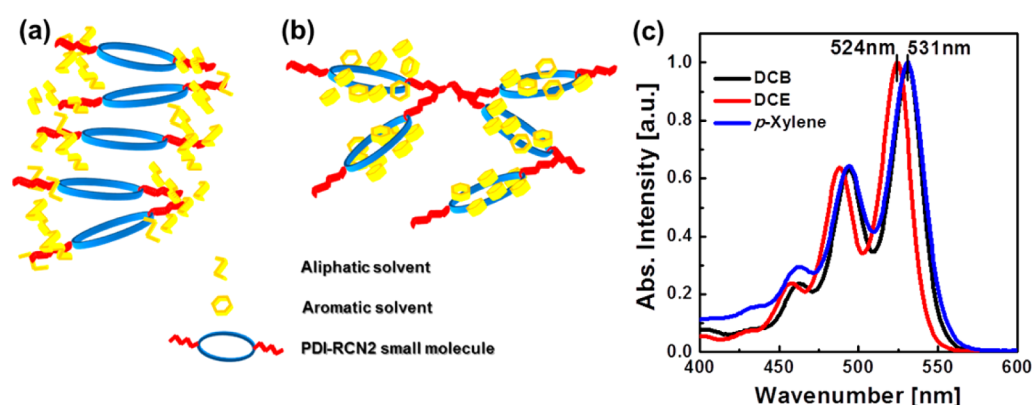 (a)
(b)
(c)
Aliphatic solvent
Aromatic solvent
PDI-RCN2 small molecule
524nm 531nm
DCB
DCE
p-Xylene
Abs. Intensity [a.u.]
1.0
0.8
0.6
0.4
0.2
0.0
400 450 500 550 600
Wavenumber [nm]